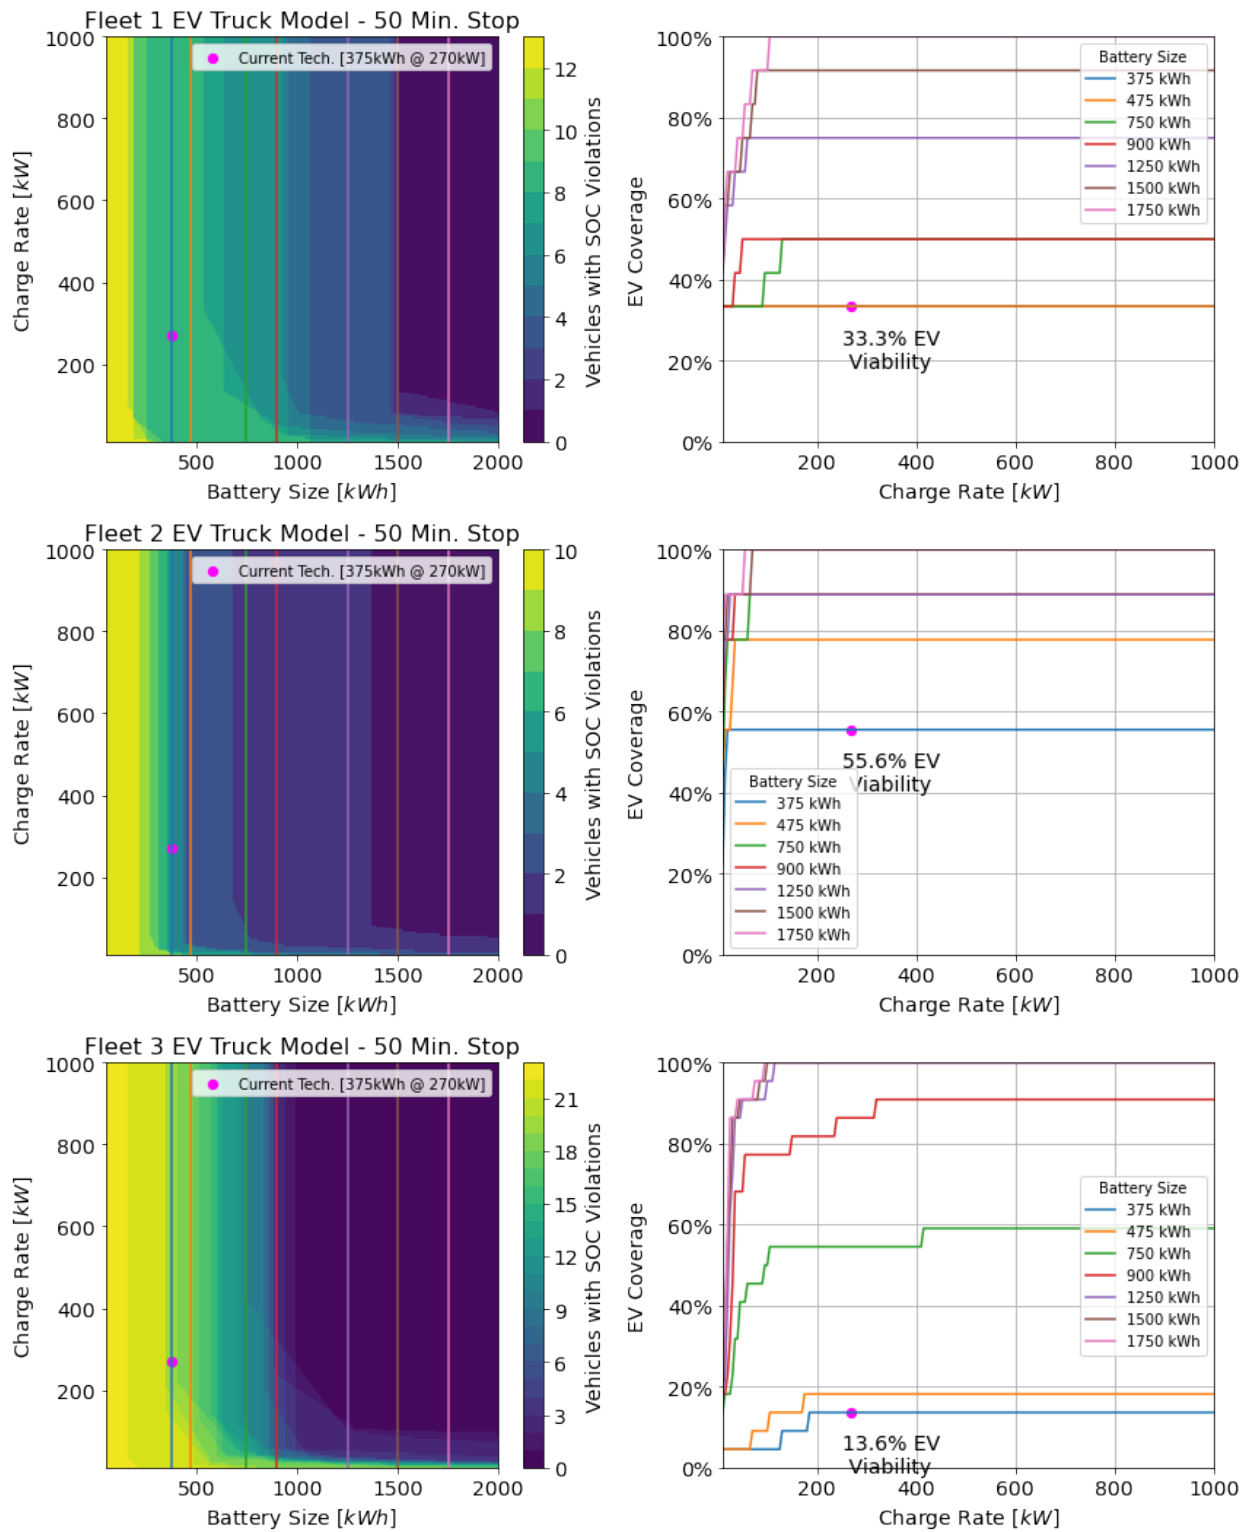 Fleet 1 EV Truck Model - 50 Min. Stop
Current Tech. [375kWh @ 270kW]
1000
800
600
400
200
Charge Rate [kW]
500
1000
1500
2000
Battery Size [kWh]
12
10
8
6
4
2
0
Vehicles with SOC Violations
100%
80%
60%
40%
20%
0%
EV Coverage
Battery Size
375 kWh
475 kWh
750 kWh
900 kWh
1250 kWh
1500 kWh
1750 kWh
33.3% EV
Viability
200
400
600
800
1000
Charge Rate [kW]
Fleet 2 EV Truck Model - 50 Min. Stop
Current Tech. [375kWh @ 270kW]
1000
800
600
400
200
Charge Rate [kW]
500
1000
1500
2000
Battery Size [kWh]
10
8
6
4
2
0
Vehicles with SOC Violations
100%
80%
60%
40%
20%
0%
EV Coverage
55.6% EV
Viability
Battery Size
375 kWh
475 kWh
750 kWh
900 kWh
1250 kWh
1500 kWh
1750 kWh
200
400
600
800
1000
Charge Rate [kW]
Fleet 3 EV Truck Model - 50 Min. Stop
Current Tech. [375kWh @ 270kW]
1000
800
600
400
200
Charge Rate [kW]
500
1000
1500
2000
Battery Size [kWh]
21
18
15
12
9
6
3
0
Vehicles with SOC Violations
100%
80%
60%
40%
20%
0%
EV Coverage
Battery Size
375 kWh
475 kWh
750 kWh
900 kWh
1250 kWh
1500 kWh
1750 kWh
13.6% EV
Viability
200
400
600
800
1000
Charge Rate [kW]